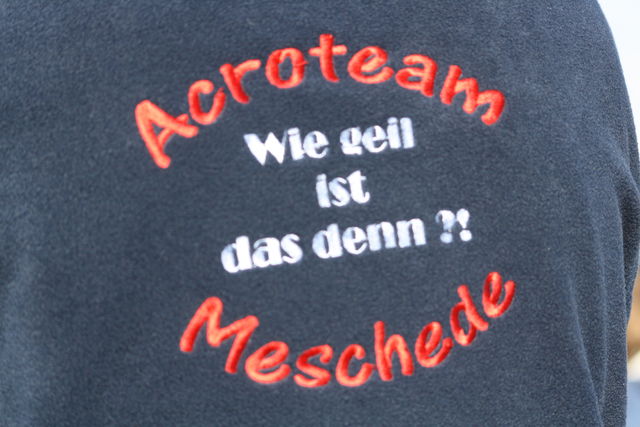 Acroteam
Wie geil
ist
das denn ?!
Meschede